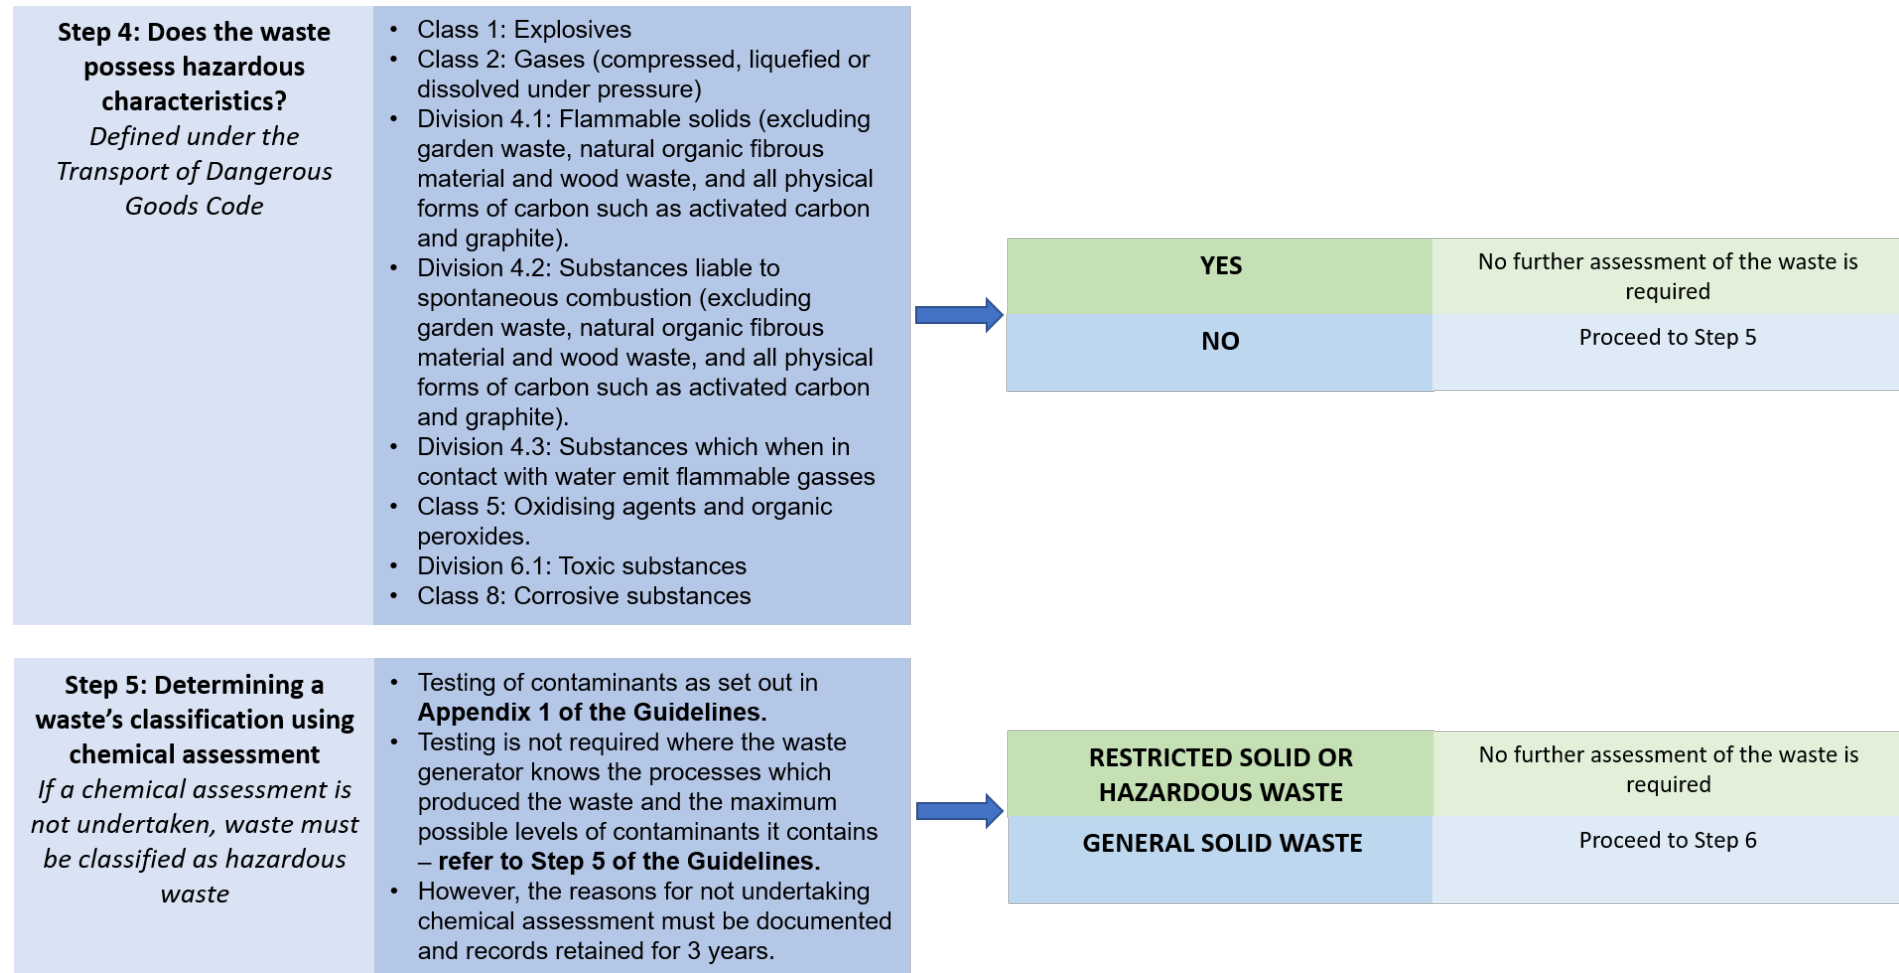 Step 4: Does the waste
possess hazardous
characteristics?
Defined under the
Transport of Dangerous
Goods Code
• Class 1: Explosives
• Class 2: Gases (compressed, liquefied or
dissolved under pressure)
• Division 4.1: Flammable solids (excluding
garden waste, natural organic fibrous
material and wood waste, and all physical
forms of carbon such as activated carbon
and graphite).
• Division 4.2: Substances liable to
spontaneous combustion (excluding
garden waste, natural organic fibrous
material and wood waste, and all physical
forms of carbon such as activated carbon
and graphite).
• Division 4.3: Substances which when in
contact with water emit flammable gasses
• Class 5: Oxidising agents and organic
peroxides.
• Division 6.1: Toxic substances
• Class 8: Corrosive substances
YES
No further assessment of the waste is
required
NO
Proceed to Step 5
Step 5: Determining a
waste's classification using
chemical assessment
If a chemical assessment is
not undertaken, waste must
be classified as hazardous
waste
• Testing of contaminants as set out in
Appendix 1 of the Guidelines.
• Testing is not required where the waste
generator knows the processes which
produced the waste and the maximum
possible levels of contaminants it contains
– refer to Step 5 of the Guidelines.
• However, the reasons for not undertaking
chemical assessment must be documented
and records retained for 3 years.
RESTRICTED SOLID OR
HAZARDOUS WASTE
No further assessment of the waste is
required
GENERAL SOLID WASTE
Proceed to Step 6